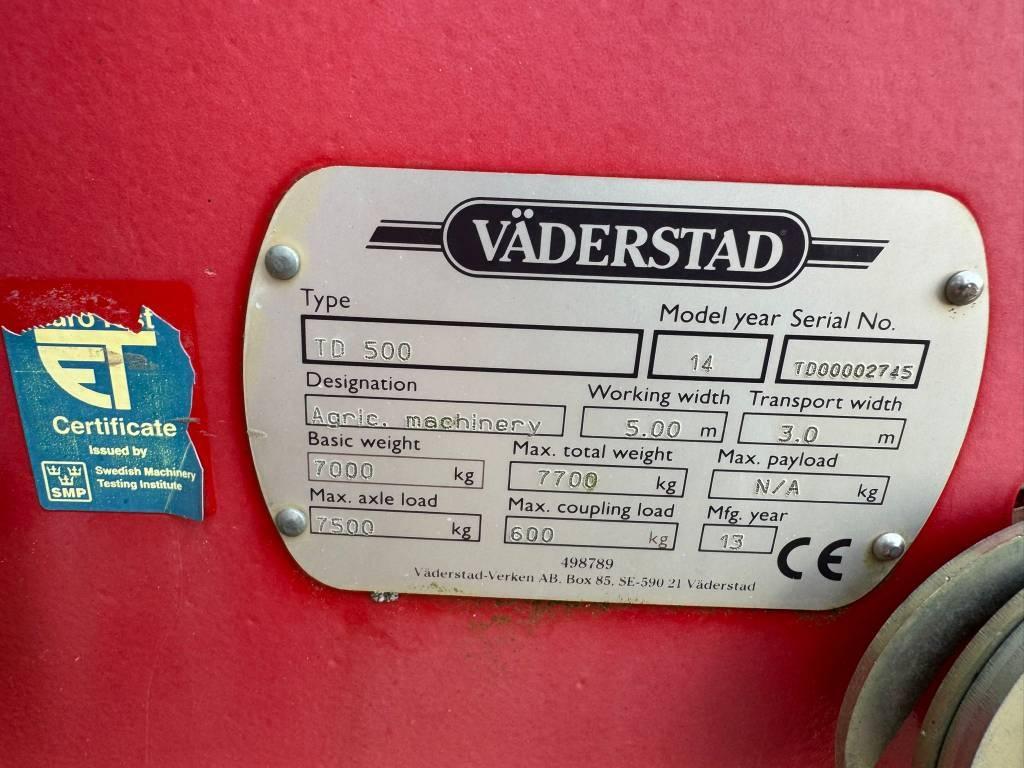 VÄDERSTAD
Type
Model year Serial No.
TD 500
14
TD00002745
Designation
Working width
Transport width
Agric. machinery
5.00 m
3.0 m
Basic weight
Max. total weight
Max. payload
7000 kg
7700 kg
N/A kg
Max. axle load
Max. coupling load
Mfg. year
7500 kg
600 kg
13
CE
498789
Väderstad-Verken AB. Box 85. SE-590 21 Väderstad
ET
Certificate
Issued by
SMP
Swedish Machinery
Testing Institute